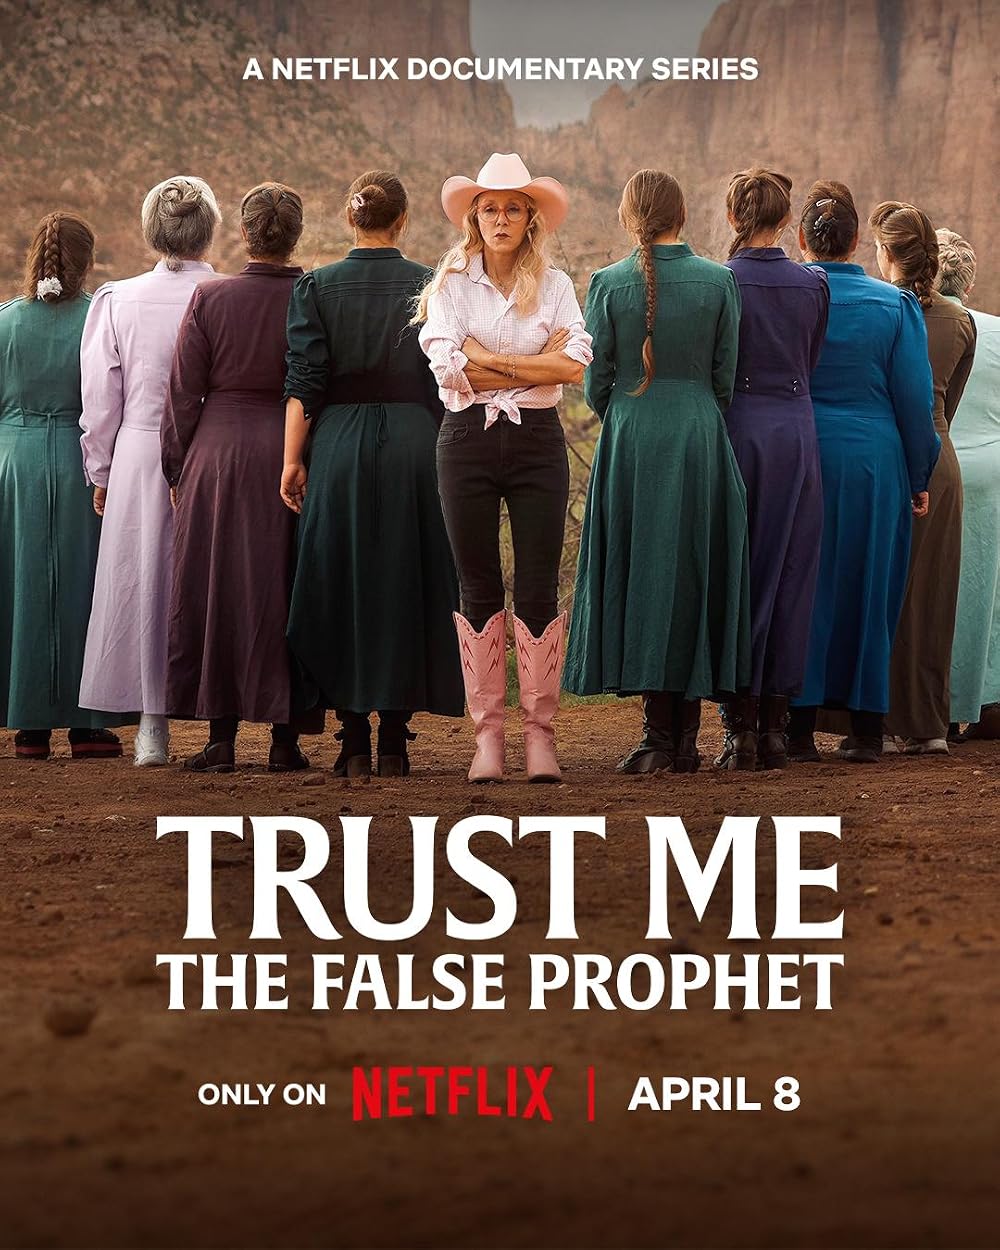 A NETFLIX DOCUMENTARY SERIES
TRUST ME
THE FALSE PROPHET
ONLY ON NETFLIX | APRIL 8